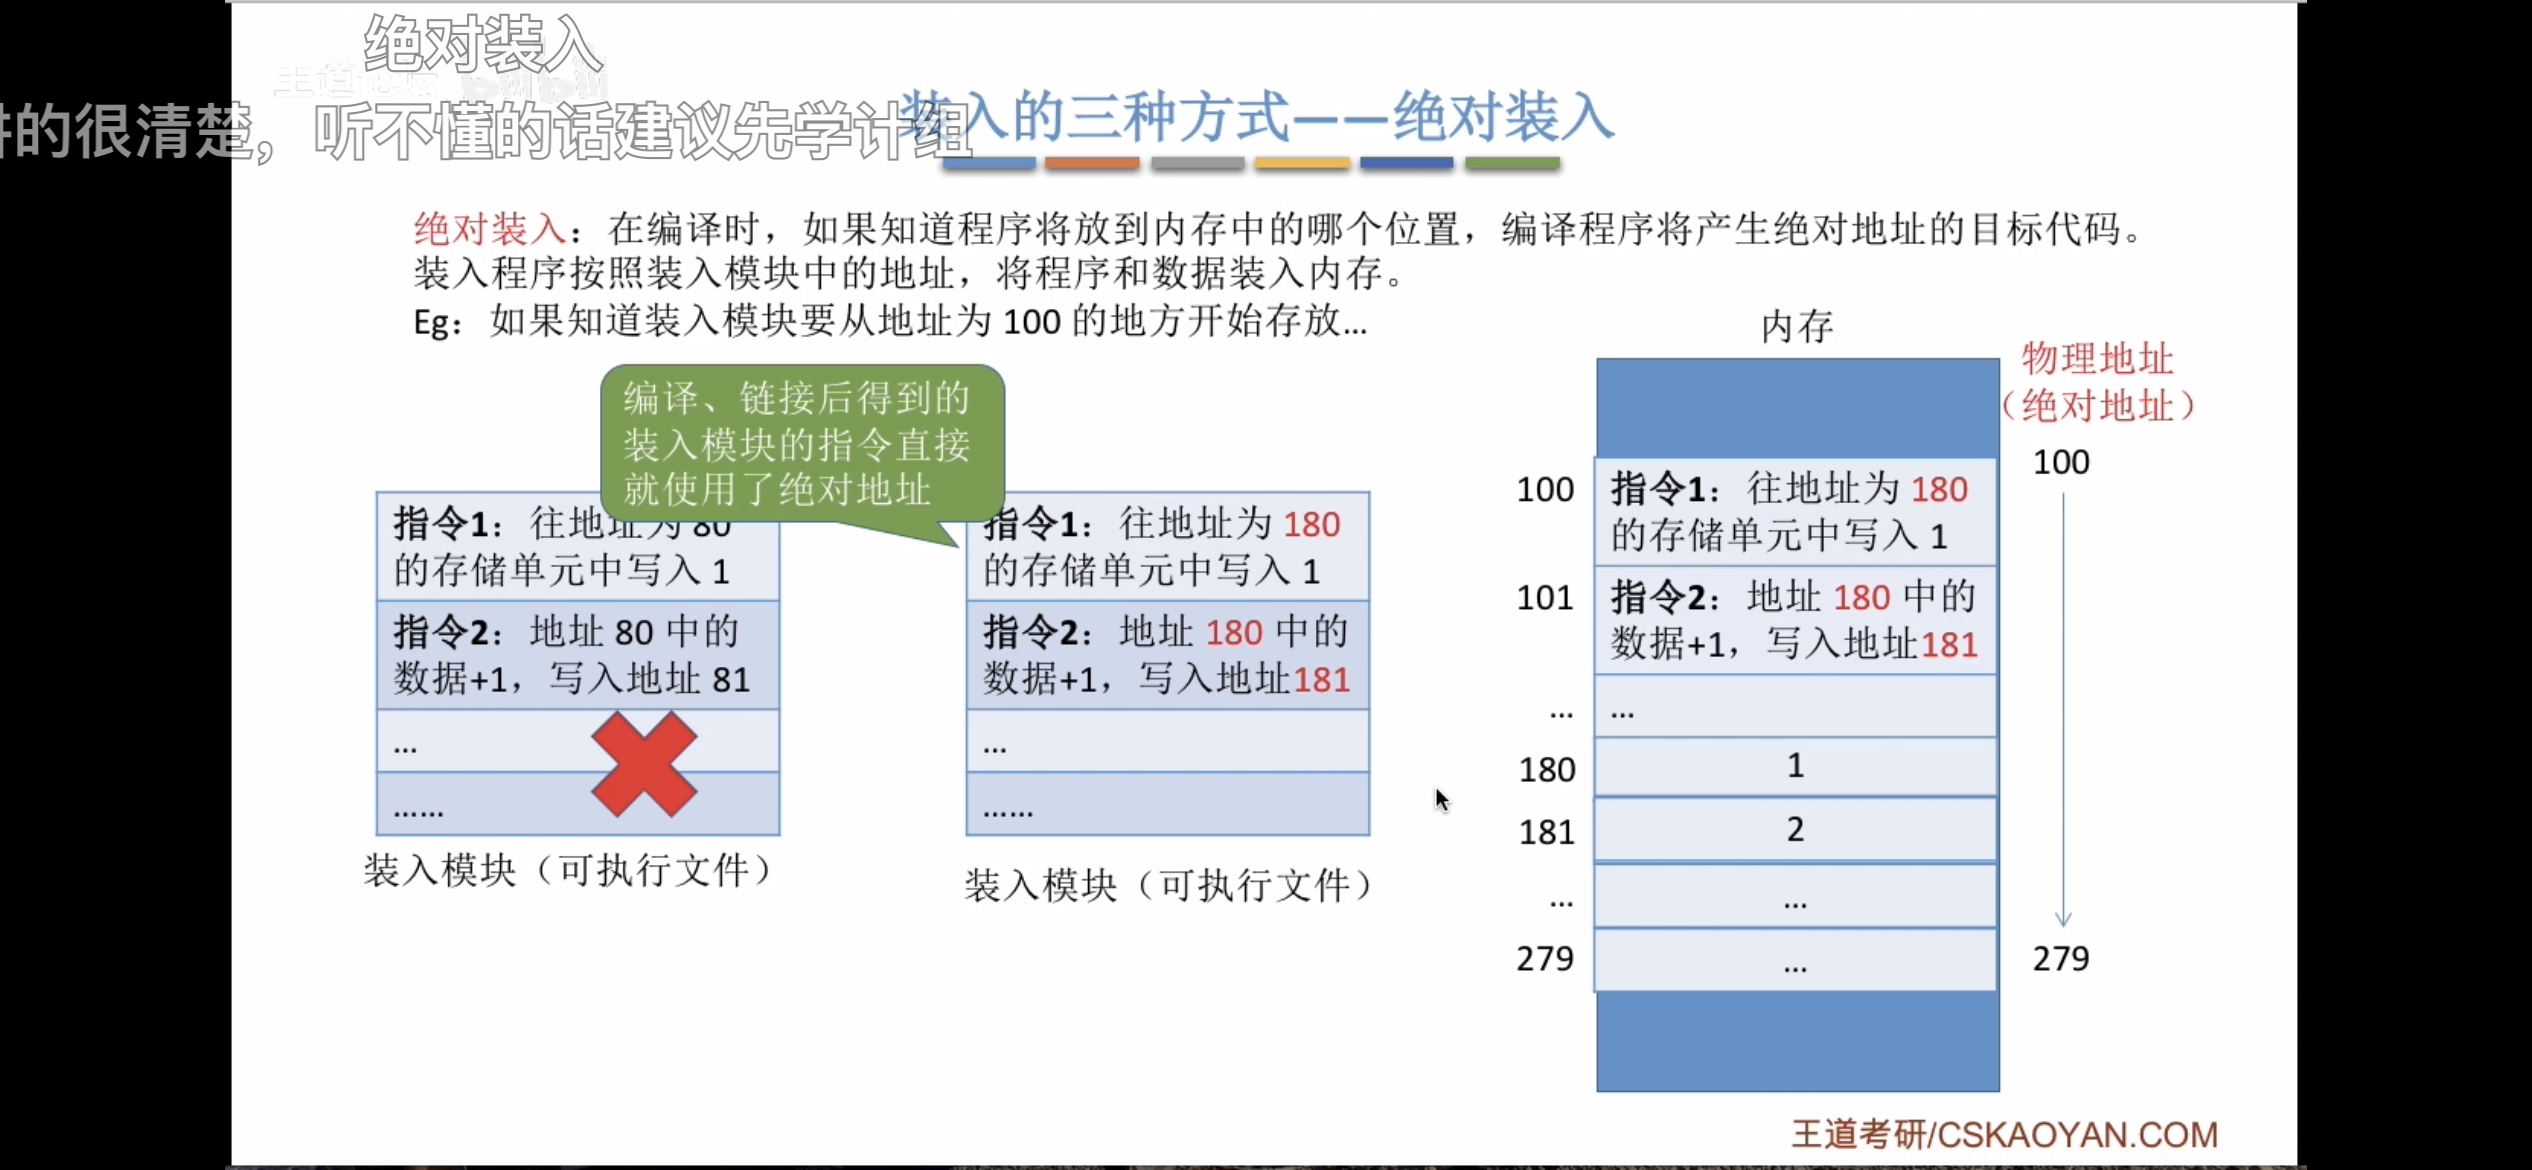 绝对装入
的很清楚，听不懂的话建议先学计组
装入的三种方式——绝对装入
绝对装入：在编译时，如果知道程序将放到内存中的哪个位置，编译程序将产生绝对地址的目标代码。
装入程序按照装入模块中的地址，将程序和数据装入内存。
Eg：如果知道装入模块要从地址为 100 的地方开始存放...
编译、链接后得到的
装入模块的指令直接
就使用了绝对地址
指令1：往地址为 80
的存储单元中写入 1
指令2：地址 80 中的
数据+1，写入地址 81
...
......
装入模块（可执行文件）
指令1：往地址为 180
的存储单元中写入 1
指令2：地址 180 中的
数据+1，写入地址181
...
......
装入模块（可执行文件）
内存
物理地址
（绝对地址）
100
指令1：往地址为 180
的存储单元中写入 1
100
101
指令2：地址 180 中的
数据+1，写入地址181
...
...
180
1
181
2
...
...
279
...
279
王道考研/CSKAOYAN.COM